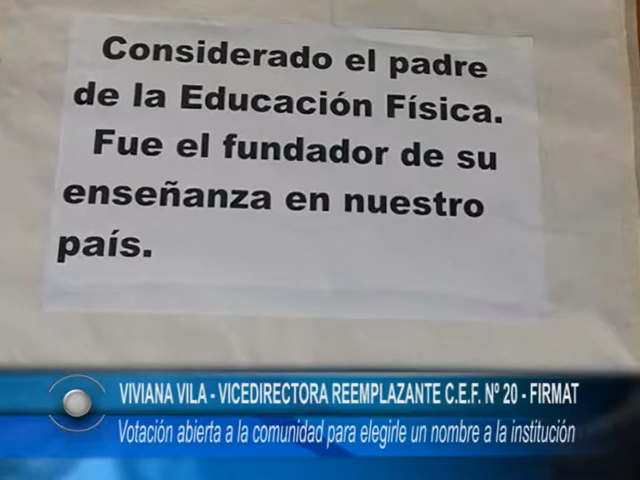 Considerado el padre
de la Educación Física.
Fue el fundador de su
enseñanza en nuestro
país.
VIVIANA VILA - VICEDIRECTORA REEMPLAZANTE C.E.F. Nº 20 - FIRMAT
Votación abierta a la comunidad para elegirle un nombre a la institución